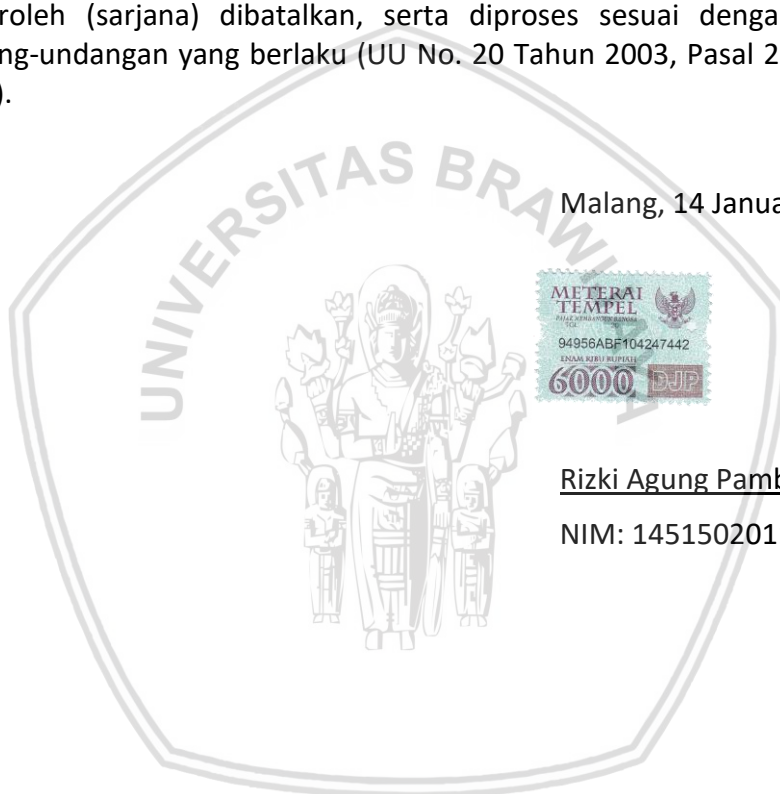 roleh (sarjana) dibatalkan, serta diproses sesuai denga
ng-undangan yang berlaku (UU No. 20 Tahun 2003, Pasal 2
).
UNIVERSITAS BRAWIJAYA
Malang, 14 Janua
METERAI
TEMPEL
94956ABF104247442
ENAM RIBU RUPIAH
6000 DJP
Rizki Agung Pamb
NIM: 145150201